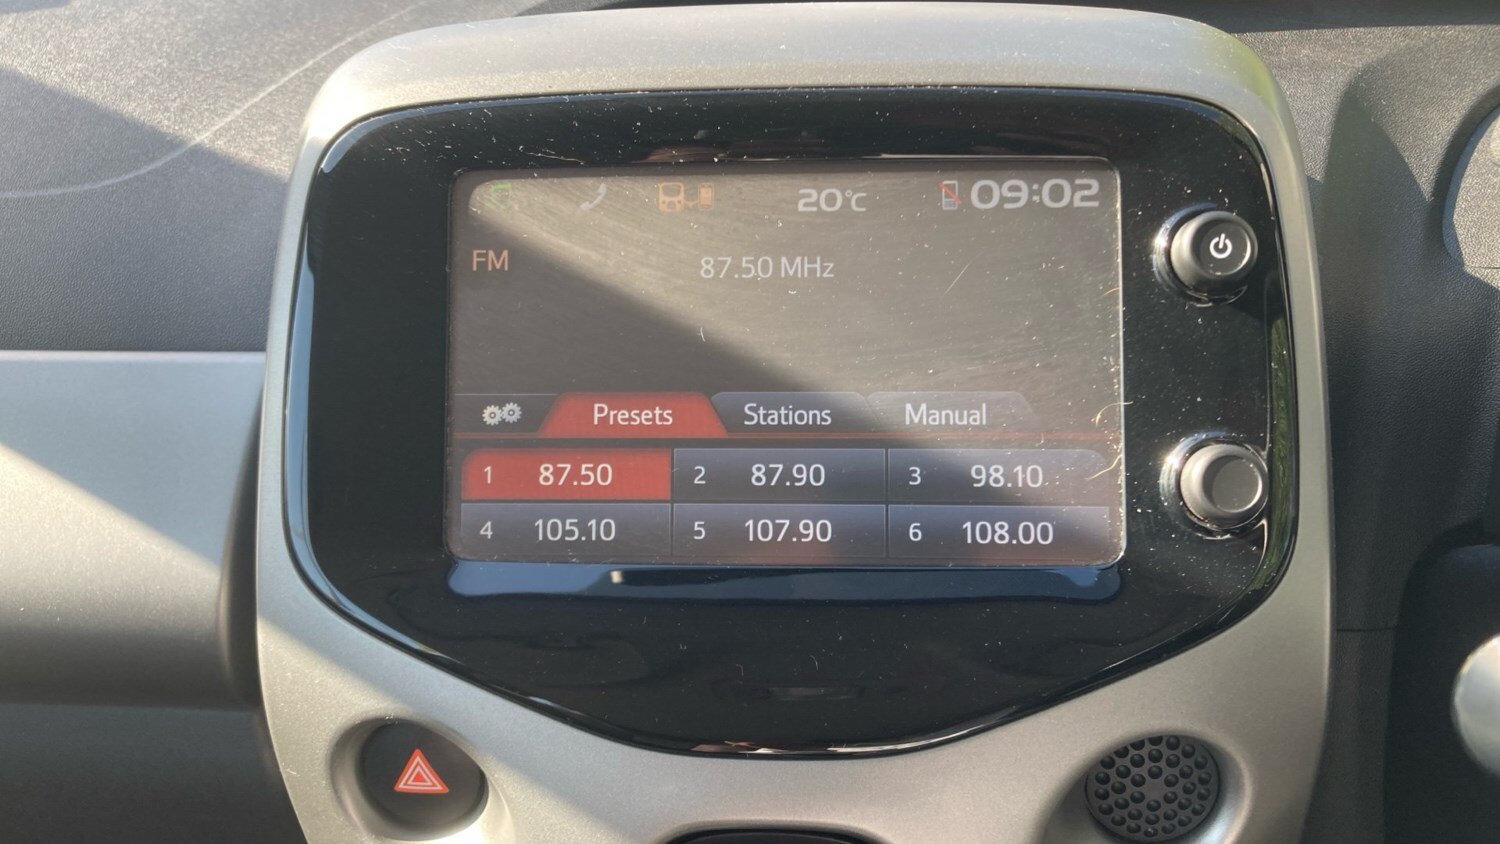 20°C 09:02
FM
87.50 MHz
Presets Stations Manual
1 87.50 2 87.90 3 98.10
4 105.10 5 107.90 6 108.00